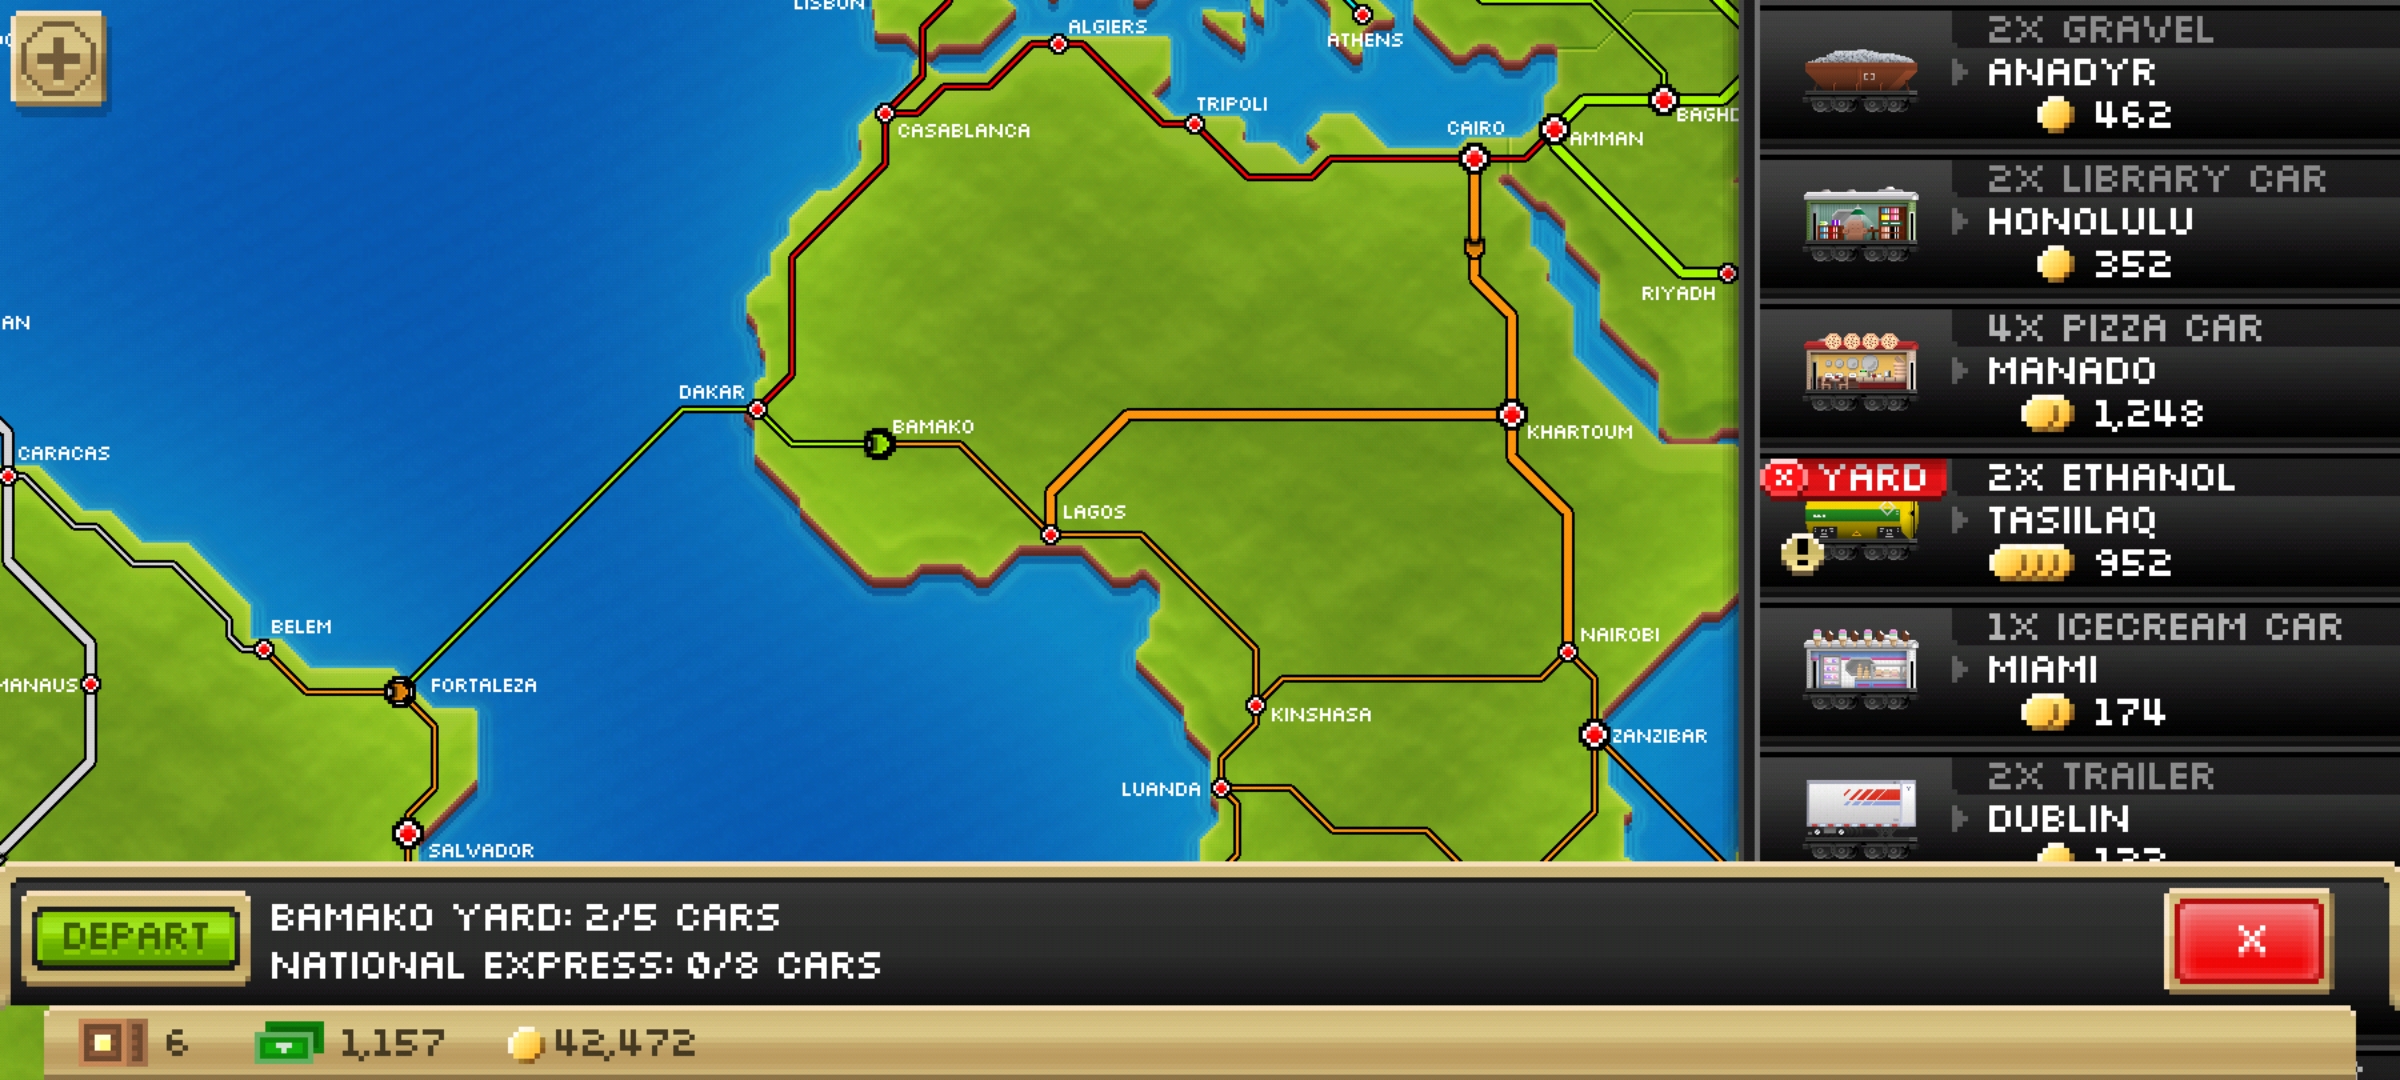 LISBON
ALGIERS
ATHENS
TRIPOLI
CASABLANCA
CAIRO
AMMAN
BAGHD
RIYADH
AN
DAKAR
BAMAKO
KHARTOUM
CARACAS
LAGOS
BELEM
NAIROBI
MANAUS
FORTALEZA
KINSHASA
ZANZIBAR
LUANDA
SALVADOR
2X GRAVEL
ANADYR
462
2X LIBRARY CAR
HONOLULU
352
4X PIZZA CAR
MANADO
1,248
X YARD
2X ETHANOL
TASIILAQ
952
1X ICECREAM CAR
MIAMI
174
2X TRAILER
DUBLIN
DEPART
BAMAKO YARD: 2/5 CARS
NATIONAL EXPRESS: 0/8 CARS
X
6
1,157
42,472